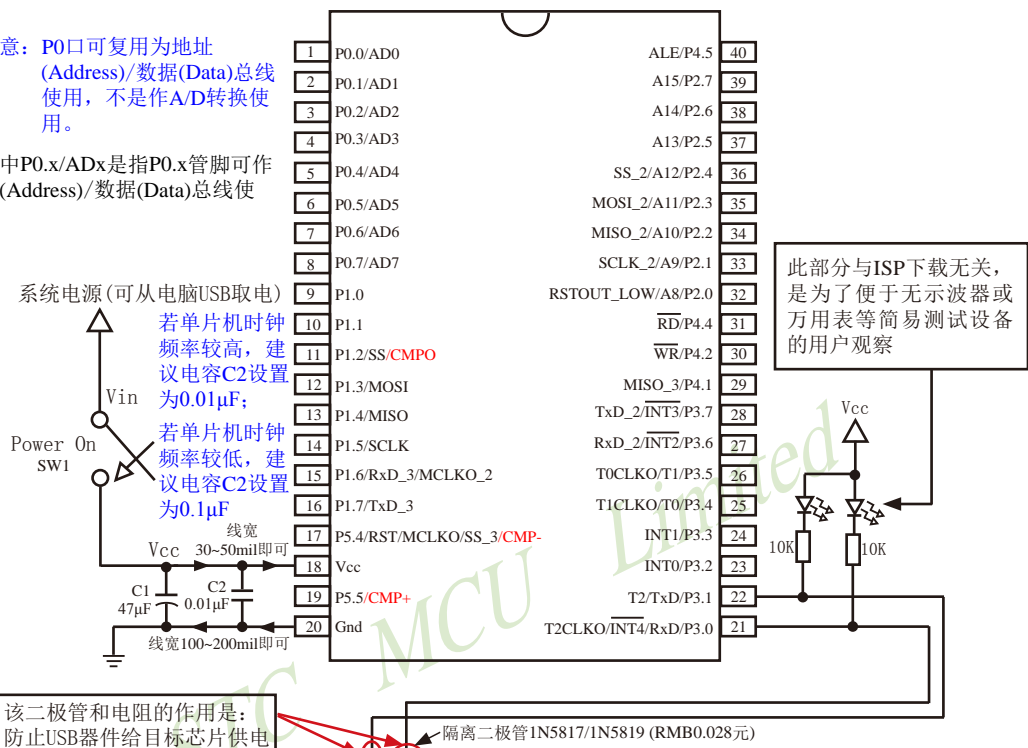 意：P0口可复用为地址
(Address)/数据(Data)总线
使用，不是作A/D转换使
用。
中P0.x/ADx是指P0.x管脚可作
(Address)/数据(Data)总线使
系统电源(可从电脑USB取电)
若单片机时钟
频率较高，建
议电容C2设置
为0.01μF；
若单片机时钟
频率较低，建
议电容C2设置
为0.1μF
Vin
Power On
SW1
Vcc
线宽
30~50mil即可
C1
47μF
C2
0.01μF
线宽100~200mil即可
1 P0.0/AD0
2 P0.1/AD1
3 P0.2/AD2
4 P0.3/AD3
5 P0.4/AD4
6 P0.5/AD5
7 P0.6/AD6
8 P0.7/AD7
9 P1.0
10 P1.1
11 P1.2/SS/CMPO
12 P1.3/MOSI
13 P1.4/MISO
14 P1.5/SCLK
15 P1.6/RxD_3/MCLKO_2
16 P1.7/TxD_3
17 P5.4/RST/MCLKO/SS_3/CMP-
18 Vcc
19 P5.5/CMP+
20 Gnd
ALE/P4.5 40
A15/P2.7 39
A14/P2.6 38
A13/P2.5 37
SS_2/A12/P2.4 36
MOSI_2/A11/P2.3 35
MISO_2/A10/P2.2 34
SCLK_2/A9/P2.1 33
RSTOUT_LOW/A8/P2.0 32
RD/P4.4 31
WR/P4.2 30
MISO_3/P4.1 29
TxD_2/INT3/P3.7 28
RxD_2/INT2/P3.6 27
T0CLKO/T1/P3.5 26
T1CLKO/T0/P3.4 25
INT1/P3.3 24
INT0/P3.2 23
T2/TxD/P3.1 22
T2CLKO/INT4/RxD/P3.0 21
此部分与ISP下载无关，
是为了便于无示波器或
万用表等简易测试设备
的用户观察
Vcc
10K
10K
MCU Limited
该二极管和电阻的作用是：
防止USB器件给目标芯片供电
隔离二极管1N5817/1N5819 (RMB0.028元)